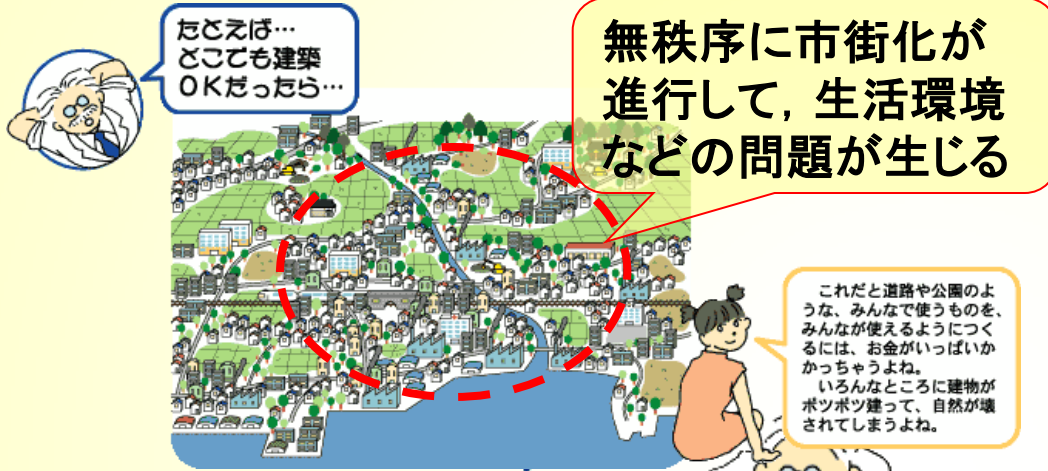 たとえば…
どこでも建築
OKだったら…
無秩序に市街化が
進行して，生活環境
などの問題が生じる
これだと道路や公園のよ
うな、みんなで使うものを、
みんなが使えるようにつく
るには、お金がいっぱいか
かっちゃうよね。
いろんなところに建物が
ポツポツ建って、自然が壊
されてしまうよね。